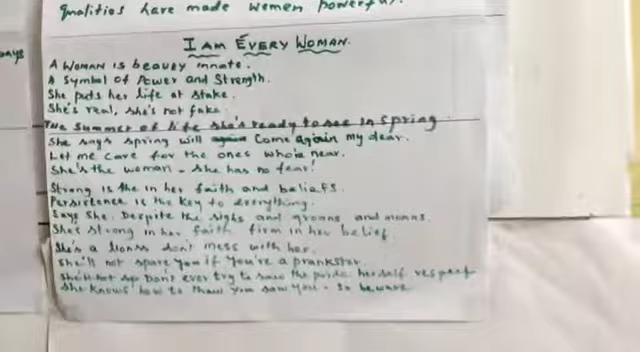 qualities have made women powerful.
says
I AM EVERY WOMAN.
A WOMAN is beauty innate.
A symbol of Power and Strength.
She puts her life at stake.
She's real, she's not fake.
The summer of life she's ready to see in spring.
She says spring will come again my dear.
Let me care for the ones who're near.
She's the woman - she has no fear!
Strong is she in her faith and beliefs.
Persistence is the key to everything.
Says she. Despite the sighs and groans and moans.
She's strong in her faith firm in her belief.
She's a lioness don't mess with her.
She'll not spare you if you're a prankster.
She'll not Don't ever try to the pride her self respect
She knows how to thaw you saw you - so beware